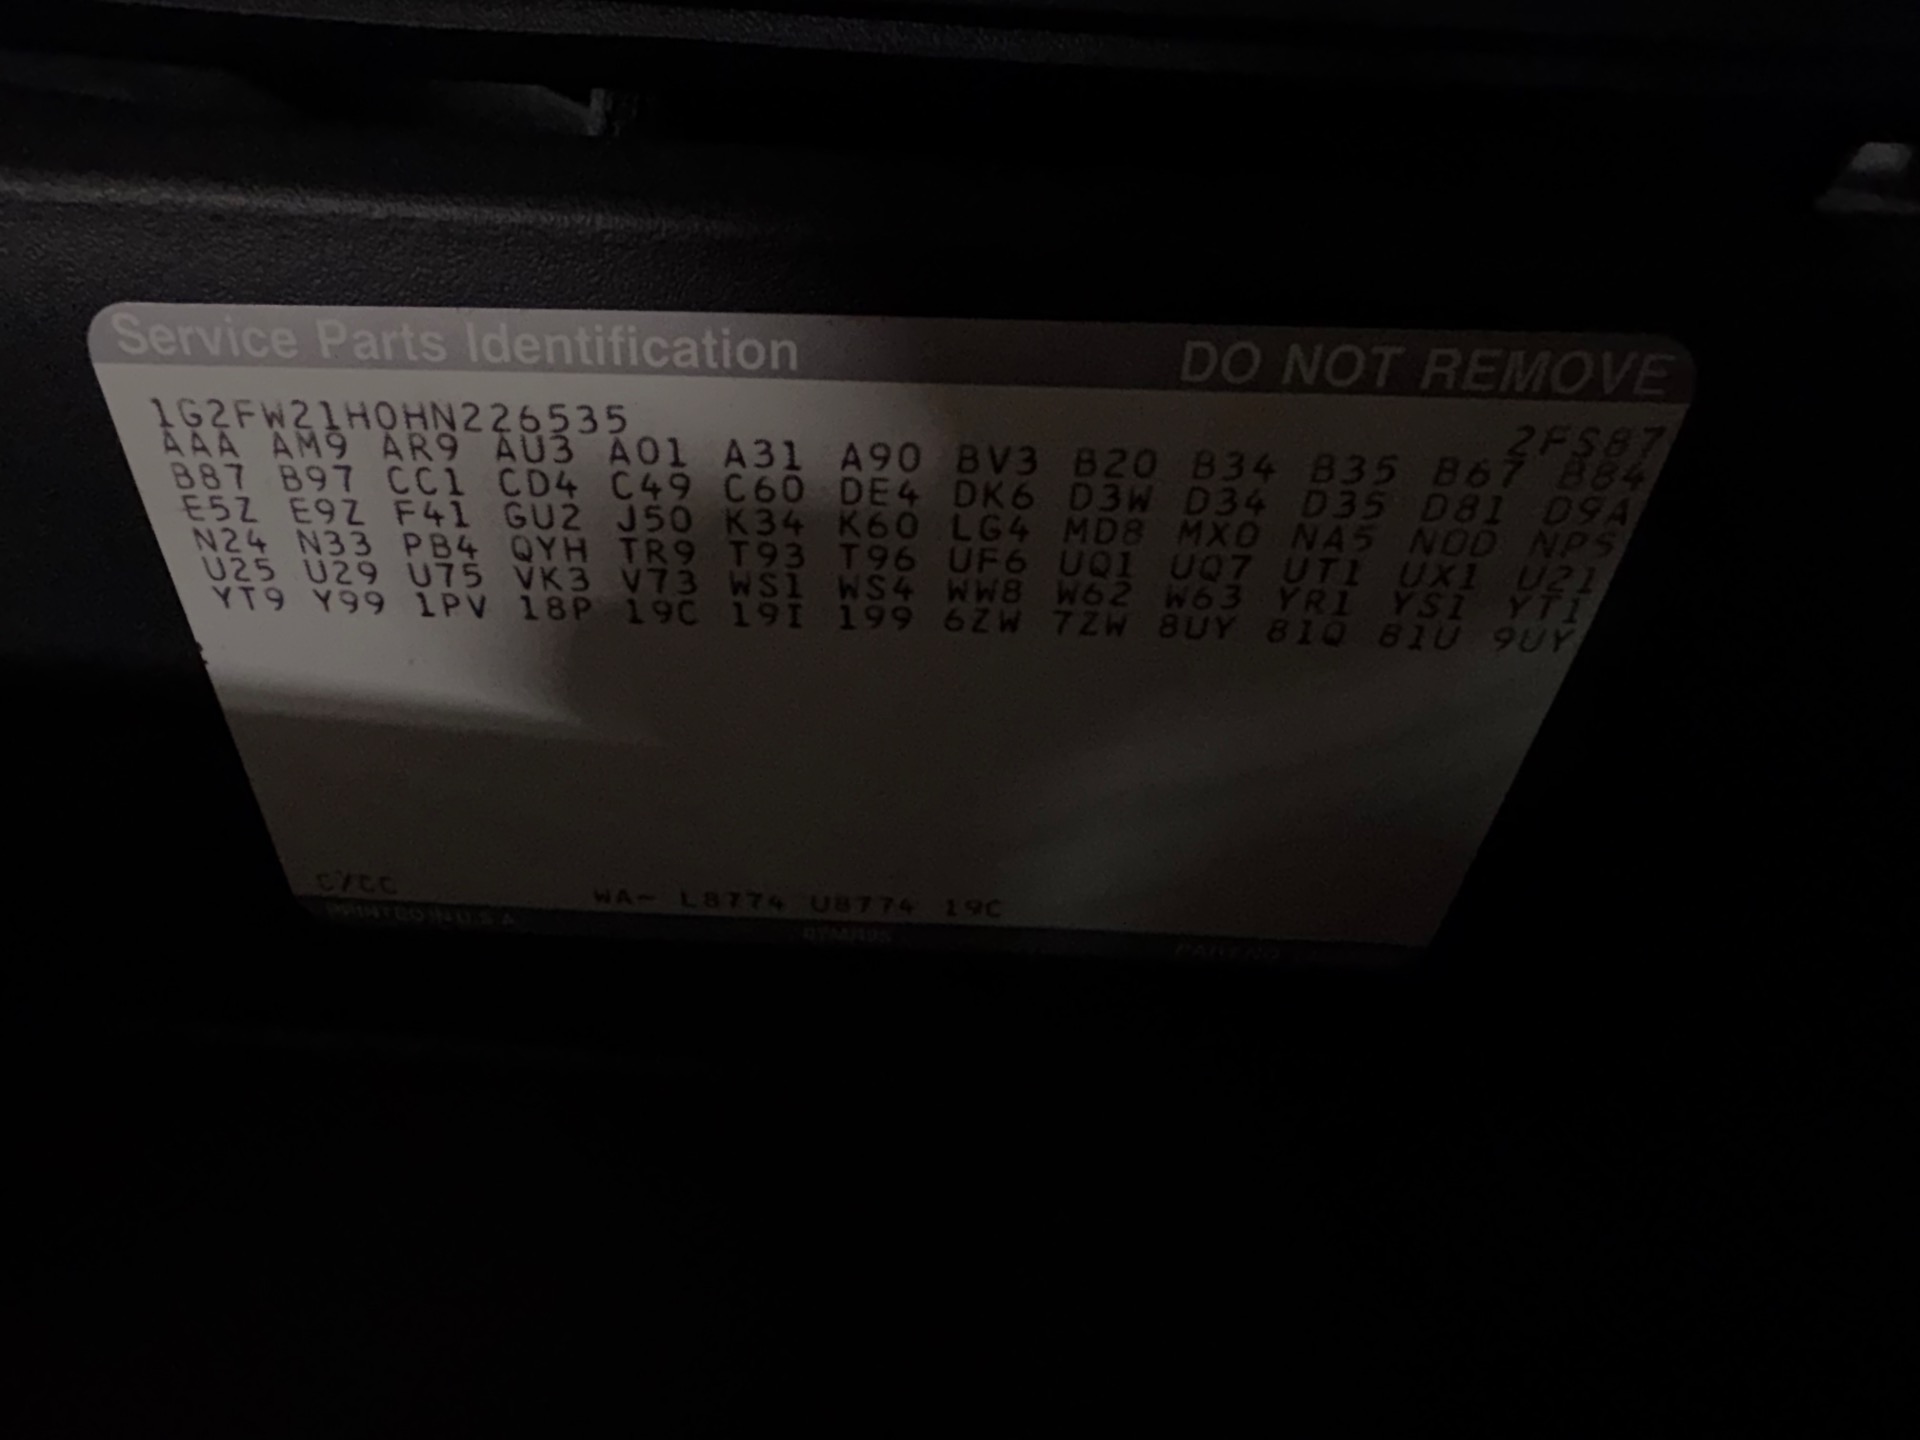 Service Parts Identification DO NOT REMOVE
1G2FW21H0HN226535 2FS87
AAA AM9 AR9 AU3 A01 A31 A90 BV3 B20 B34 B35 B67 B84
B87 B97 CC1 CD4 C49 C60 DE4 DK6 D3W D34 D35 D81 D9A
E5Z E9Z F41 GU2 J50 K34 K60 LG4 MD8 MX0 NA5 NOD NP5
N24 N33 PB4 QYH TR9 T93 T96 UF6 UQ1 UQ7 UT1 UX1 U21
U25 U29 U75 VK3 V73 WS1 WS4 WW8 W62 W63 YR1 YS1 YT1
YT9 Y99 1PV 18P 19C 19I 199 6ZW 7ZW 8UY 81Q 81U 9UY
C/CC
WA- L8774 U8774 19C
PRINTED IN U.S.A.